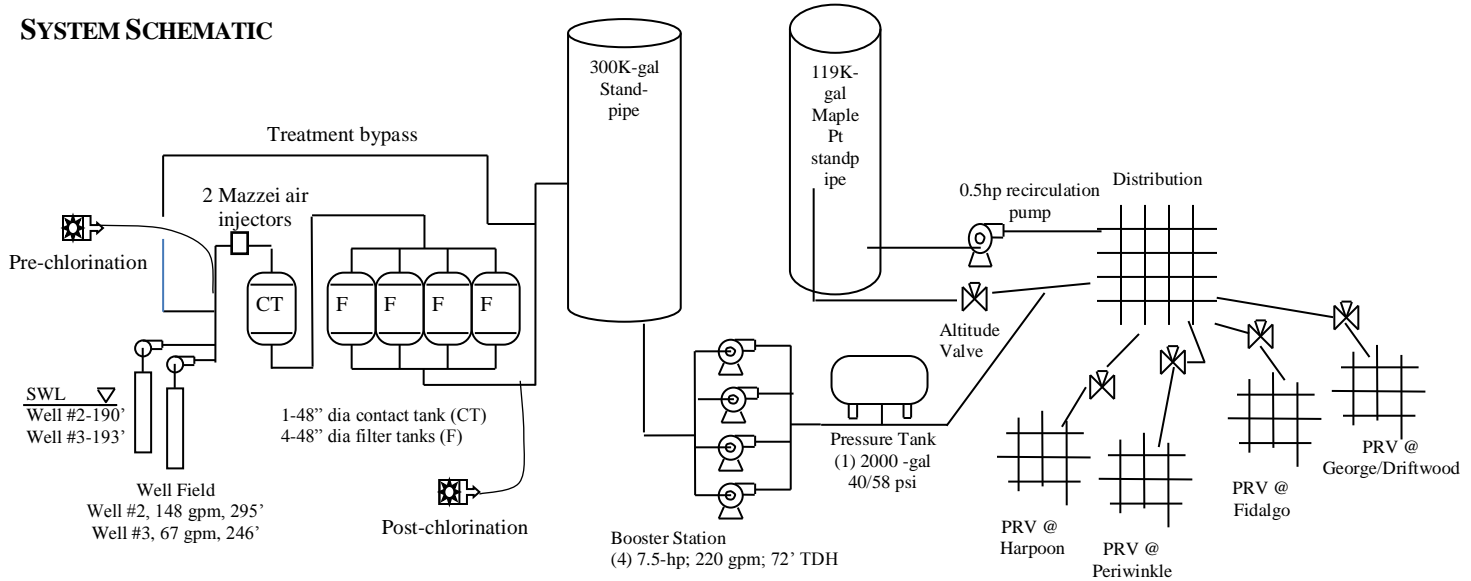 SYSTEM SCHEMATIC
Treatment bypass
2 Mazzei air
injectors
Pre-chlorination
CT
F
F
F
F
SWL
Well #2-190’
Well #3-193’
1-48” dia contact tank (CT)
4-48” dia filter tanks (F)
Well Field
Well #2, 148 gpm, 295’
Well #3, 67 gpm, 246’
Post-chlorination
300K-gal
Stand-
pipe
119K-
gal
Maple
Pt
standp
ipe
0.5hp recirculation
pump
Distribution
Altitude
Valve
Pressure Tank
(1) 2000 -gal
40/58 psi
Booster Station
(4) 7.5-hp; 220 gpm; 72’ TDH
PRV @
Harpoon
PRV @
Periwinkle
PRV @
Fidalgo
PRV @
George/Driftwood